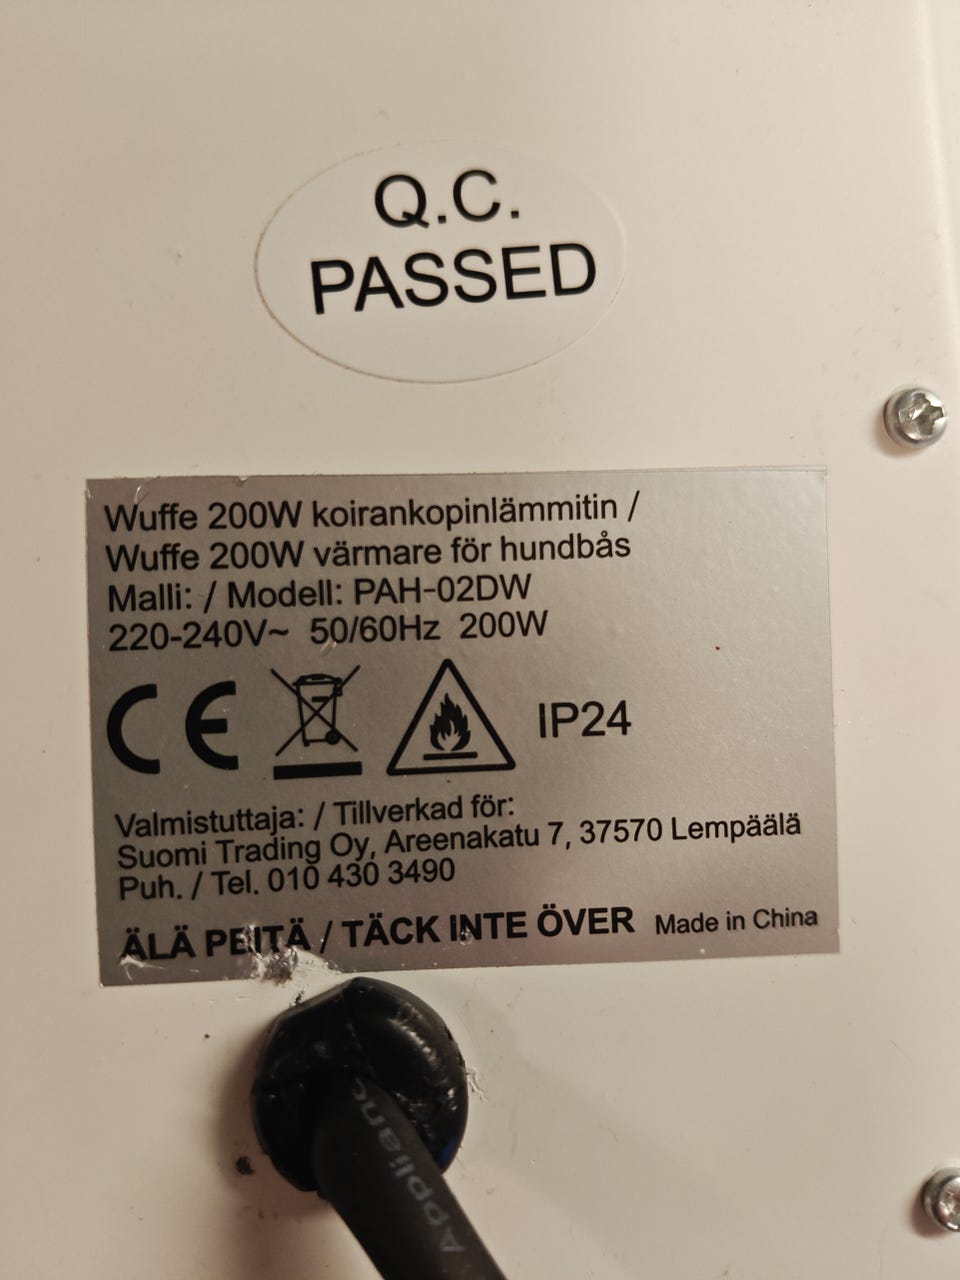 Q.C.
PASSED
Wuffe 200W koirankopinlämmitin /
Wuffe 200W värmare för hundbås
Malli: / Modell: PAH-02DW
220-240V~ 50/60Hz 200W
CE IP24
Valmistuttaja: / Tillverkad för:
Suomi Trading Oy, Areenakatu 7, 37570 Lempäälä
Puh. / Tel. 010 430 3490
ÄLÄ PEITÄ / TÄCK INTE ÖVER Made in China
Applianc